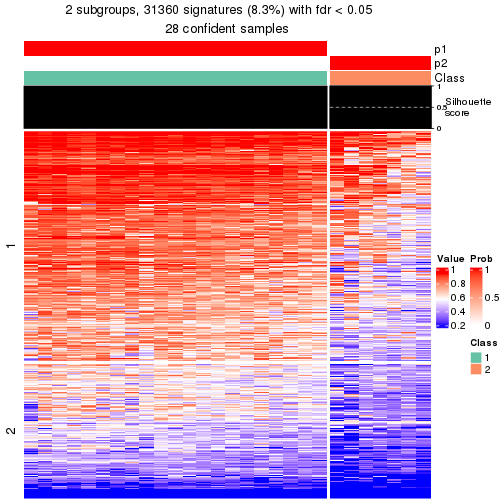 2 subgroups, 31360 signatures (8.3%) with fdr < 0.05
28 confident samples
p1
p2
Class
1
0.5
0
Silhouette
score
1
2
Value
1
0.8
0.6
0.4
0.2
Prob
1
0.5
0
Class
1
2